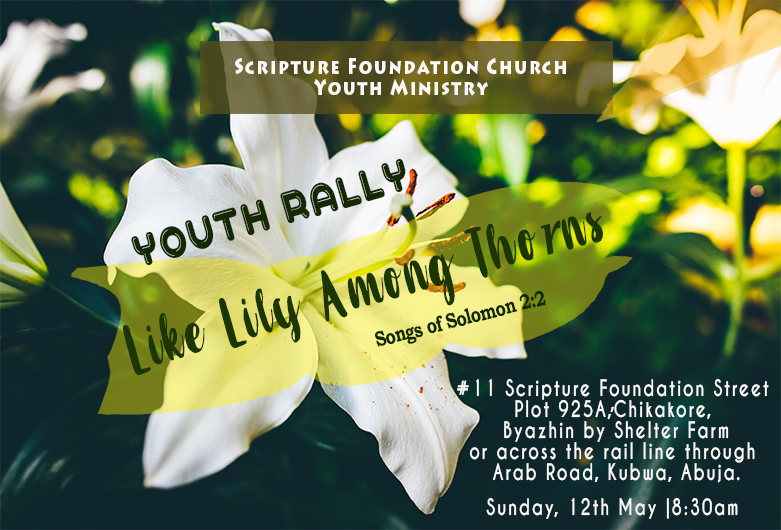 Scripture Foundation Church
Youth Ministry
YOUTH RALLY
Like Lily Among Thorns
Songs of Solomon 2:2
#11 Scripture Foundation Street
Plot 925A,Chikakore,
Byazhin by Shelter Farm
or across the rail line through
Arab Road, Kubwa, Abuja.
Sunday, 12th May |8:30am